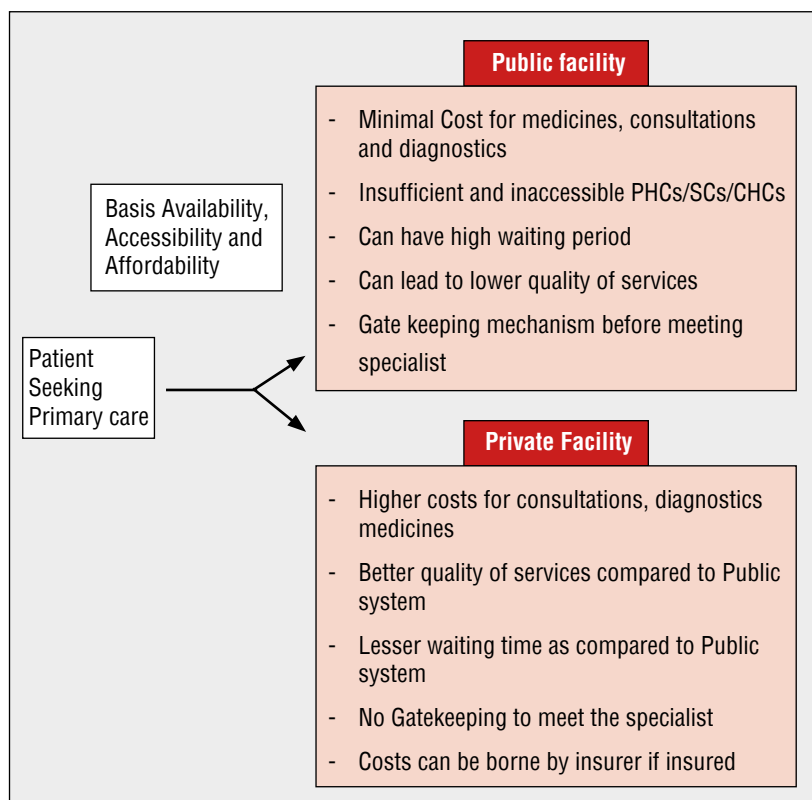 Public facility
- Minimal Cost for medicines, consultations
and diagnostics
- Insufficient and inaccessible PHCs/SCs/CHCs
- Can have high waiting period
- Can lead to lower quality of services
- Gate keeping mechanism before meeting
specialist
Basis Availability,
Accessibility and
Affordability
Patient
Seeking
Primary care
Private Facility
- Higher costs for consultations, diagnostics
medicines
- Better quality of services compared to Public
system
- Lesser waiting time as compared to Public
system
- No Gatekeeping to meet the specialist
- Costs can be borne by insurer if insured